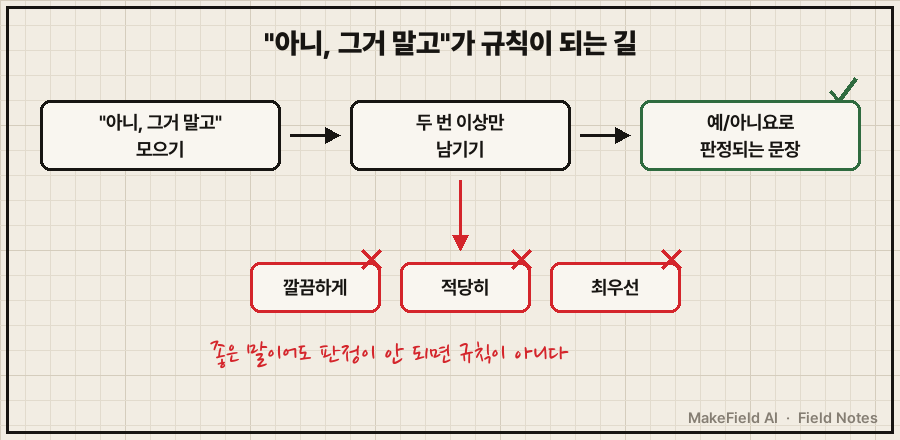 "아니, 그거 말고"가 규칙이 되는 길
"아니, 그거 말고"
모으기
두 번 이상만
남기기
예/아니요로
판정되는 문장
깔끔하게
적당히
최우선
좋은 말이어도 판정이 안 되면 규칙이 아니다
MakeField AI · Field Notes